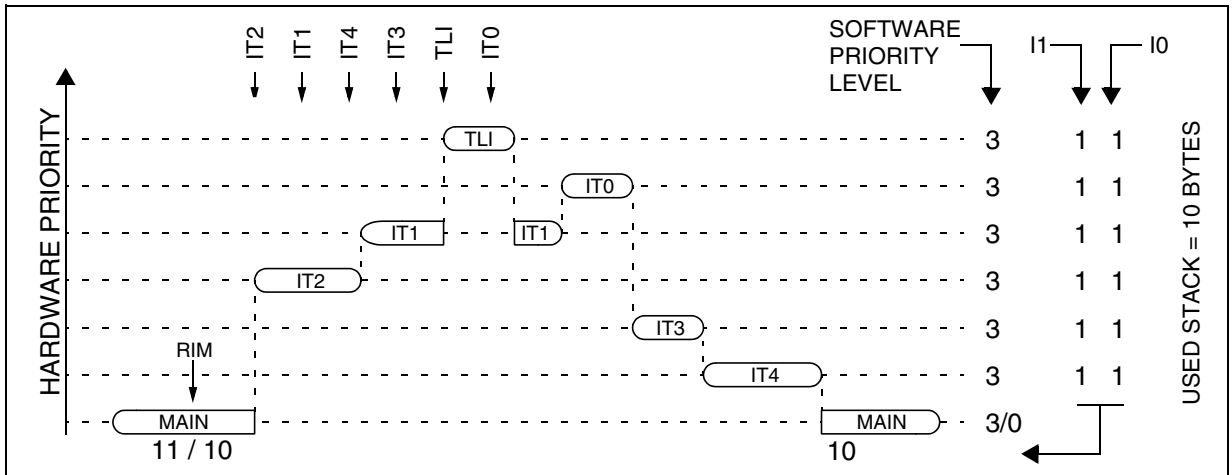 IT2
IT1
IT4
IT3
TLI
IT0
SOFTWARE
PRIORITY
LEVEL
I1
I0
HARDWARE PRIORITY
TLI
3
1 1
IT0
3
1 1
IT1
IT1
3
1 1
IT2
3
1 1
IT3
3
1 1
RIM
IT4
3
1 1
MAIN
MAIN
3/0
11 / 10
10
USED STACK = 10 BYTES